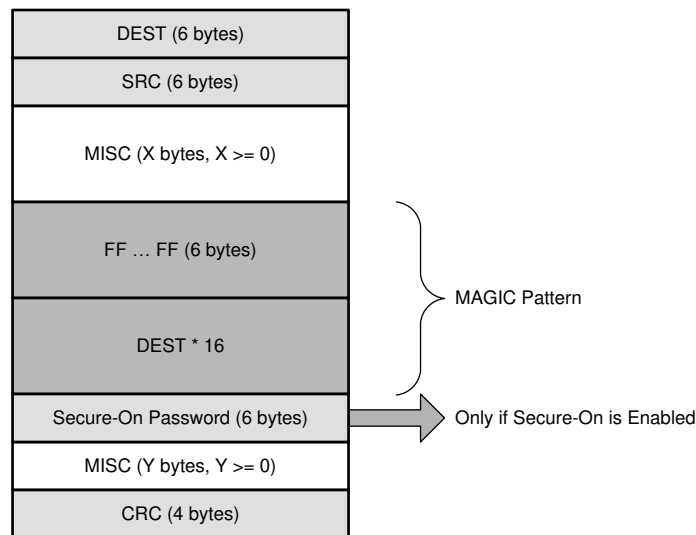 DEST (6 bytes)
SRC (6 bytes)
MISC (X bytes, X >= 0)
FF … FF (6 bytes)
MAGIC Pattern
DEST * 16
Secure-On Password (6 bytes)
Only if Secure-On is Enabled
MISC (Y bytes, Y >= 0)
CRC (4 bytes)